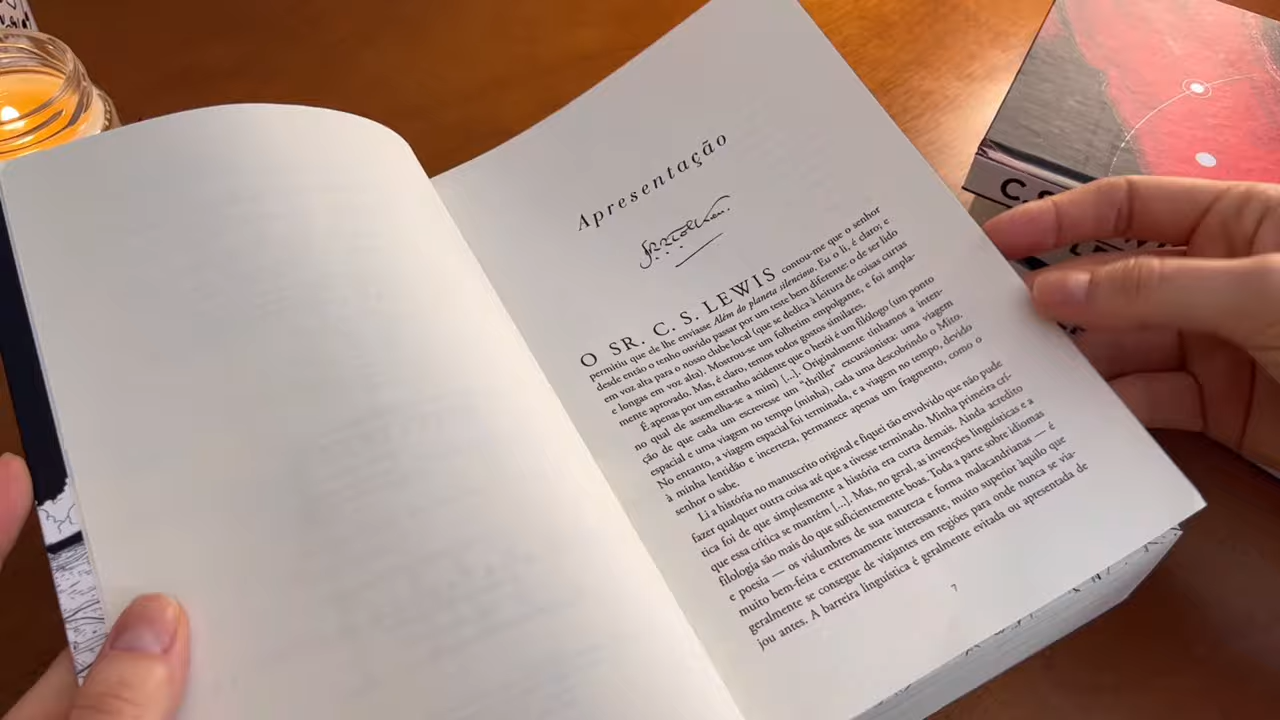 Apresentação
JRRTolkien.
O SR. C. S. LEWIS contou-me que o senhor
permitiu que ele lhe enviasse Além do planeta silencioso. Eu o li, é claro; e
desde então o tenho ouvido passar por um teste bem diferente: o de ser lido
em voz alta para o nosso clube local (que se dedica à leitura de coisas curtas
e longas em voz alta). Mostrou-se um folhetim empolgante, e foi ampla-
mente aprovado. Mas, é claro, temos todos gostos similares.
É apenas por um estranho acidente que o herói é um filólogo (um ponto
no qual ele assemelha-se a mim) [...]. Originalmente tínhamos a inten-
ção de que cada um escrevesse um “thriller” excursionista: uma viagem
espacial e uma viagem no tempo (minha), cada uma descobrindo o Mito.
No entanto, a viagem espacial foi terminada, e a viagem no tempo, devido
à minha lentidão e incerteza, permanece apenas um fragmento, como o
senhor o sabe.
Li a história no manuscrito original e fiquei tão envolvido que não pude
fazer qualquer outra coisa até que a tivesse terminado. Minha primeira crí-
tica foi de que simplesmente a história era curta demais. Ainda acredito
que essa crítica se mantém [...]. Mas, no geral, as invenções linguísticas e a
filologia são mais do que suficientemente boas. Toda a parte sobre idiomas
e poesia — os vislumbres de sua natureza e forma malacandrianas — é
muito bem-feita e extremamente interessante, muito superior àquilo que
geralmente se consegue de viajantes em regiões para onde nunca se via-
jou antes. A barreira linguística é geralmente evitada ou apresentada de
7
C.S.